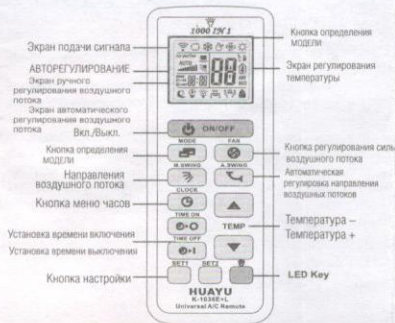 1000 IN 1
Экран подачи сигнала
АВТОРЕГУЛИРОВАНИЕ
Экран ручного
регулирования воздушного
потока
Экран автоматического
регулирования воздушного
потока
Вкл./Выкл.
Кнопка определения
МОДЕЛИ
Направления
воздушного потока
Кнопка меню часов
Установка времени включения
Установка времени выключения
Кнопка настройки
AUTO
88
ON/OFF
MODE
FAN
M.SWING
A.SWING
CLOCK
TIME ON
TEMP
TIME OFF
SET1
SET2
HUAYU
K-1036E+L
Universal A/C Remote
Кнопка определения
МОДЕЛИ
Экран регулирования
температуры
Кнопка регулирования силы
воздушного потока
Автоматическая
регулировка направления
воздушных потоков
Температура –
Температура +
LED Key